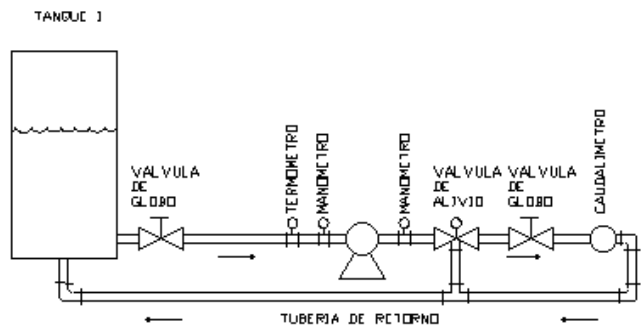 TANQUE 1
VALVULA
DE
GLOBO
TERMOMETRO
MANOMETRO
MANOMETRO
VALVULA
DE
ALIVIO
VALVULA
DE
GLOBO
CAUDALIMETRO
TUBERIA DE RETORNO